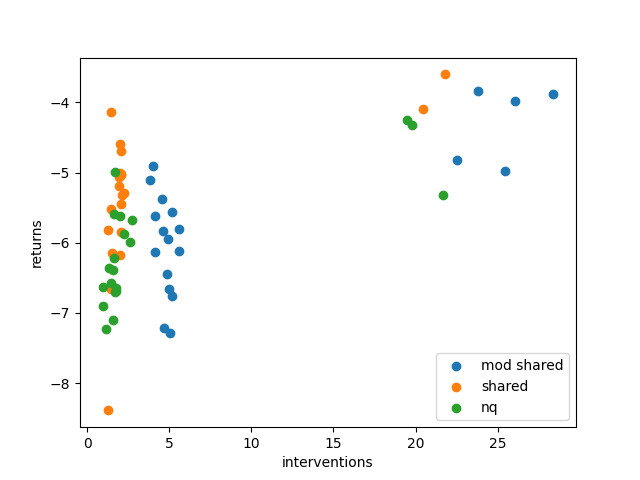 −4
−5
−6
−7
−8
returns
0
5
10
15
20
25
interventions
mod shared
shared
nq